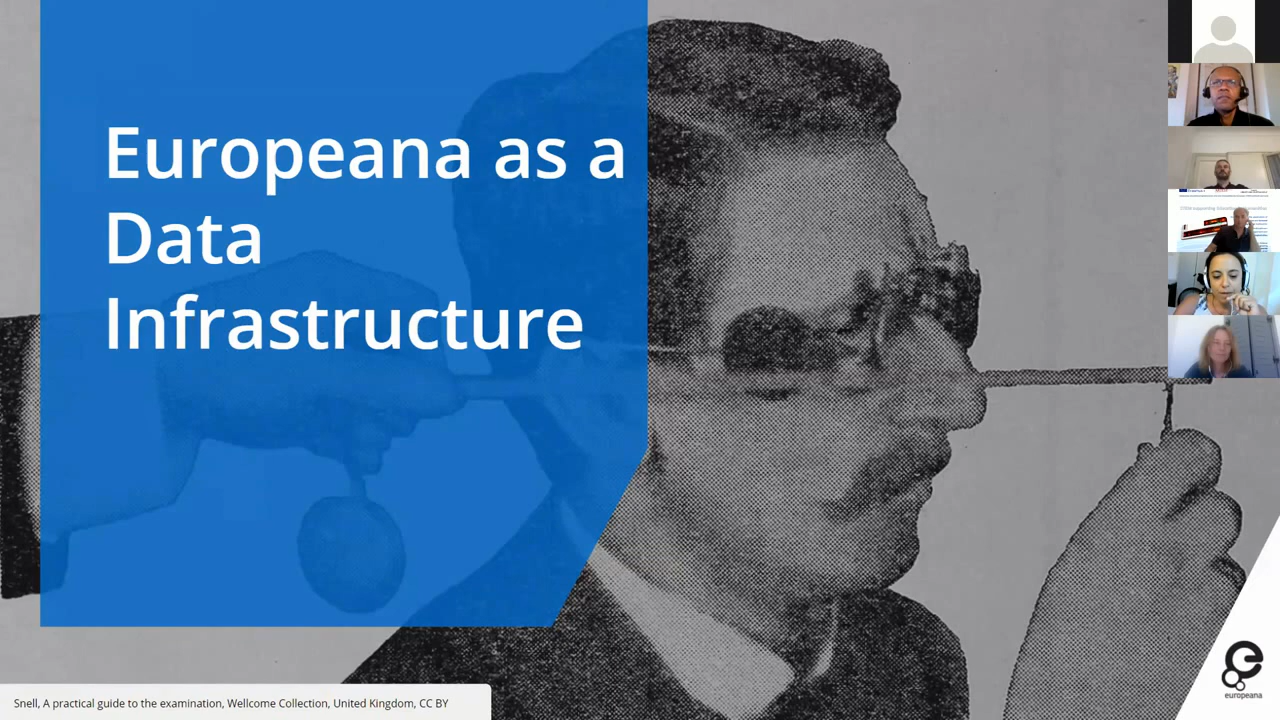 Europeana as a
Data
Infrastructure
Snell, A practical guide to the examination, Wellcome Collection, United Kingdom, CC BY
europeana